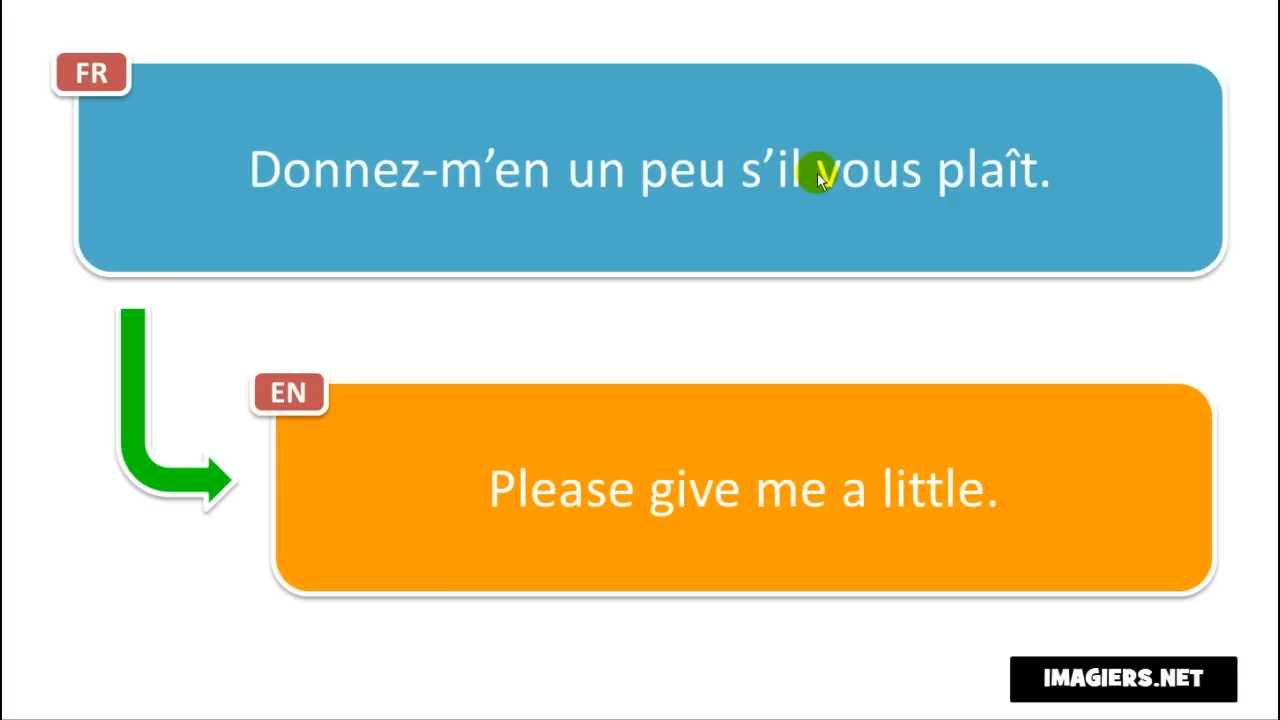 FR
Donnez-m’en un peu s’il vous plaît.
EN
Please give me a little.
IMAGIERS.NET